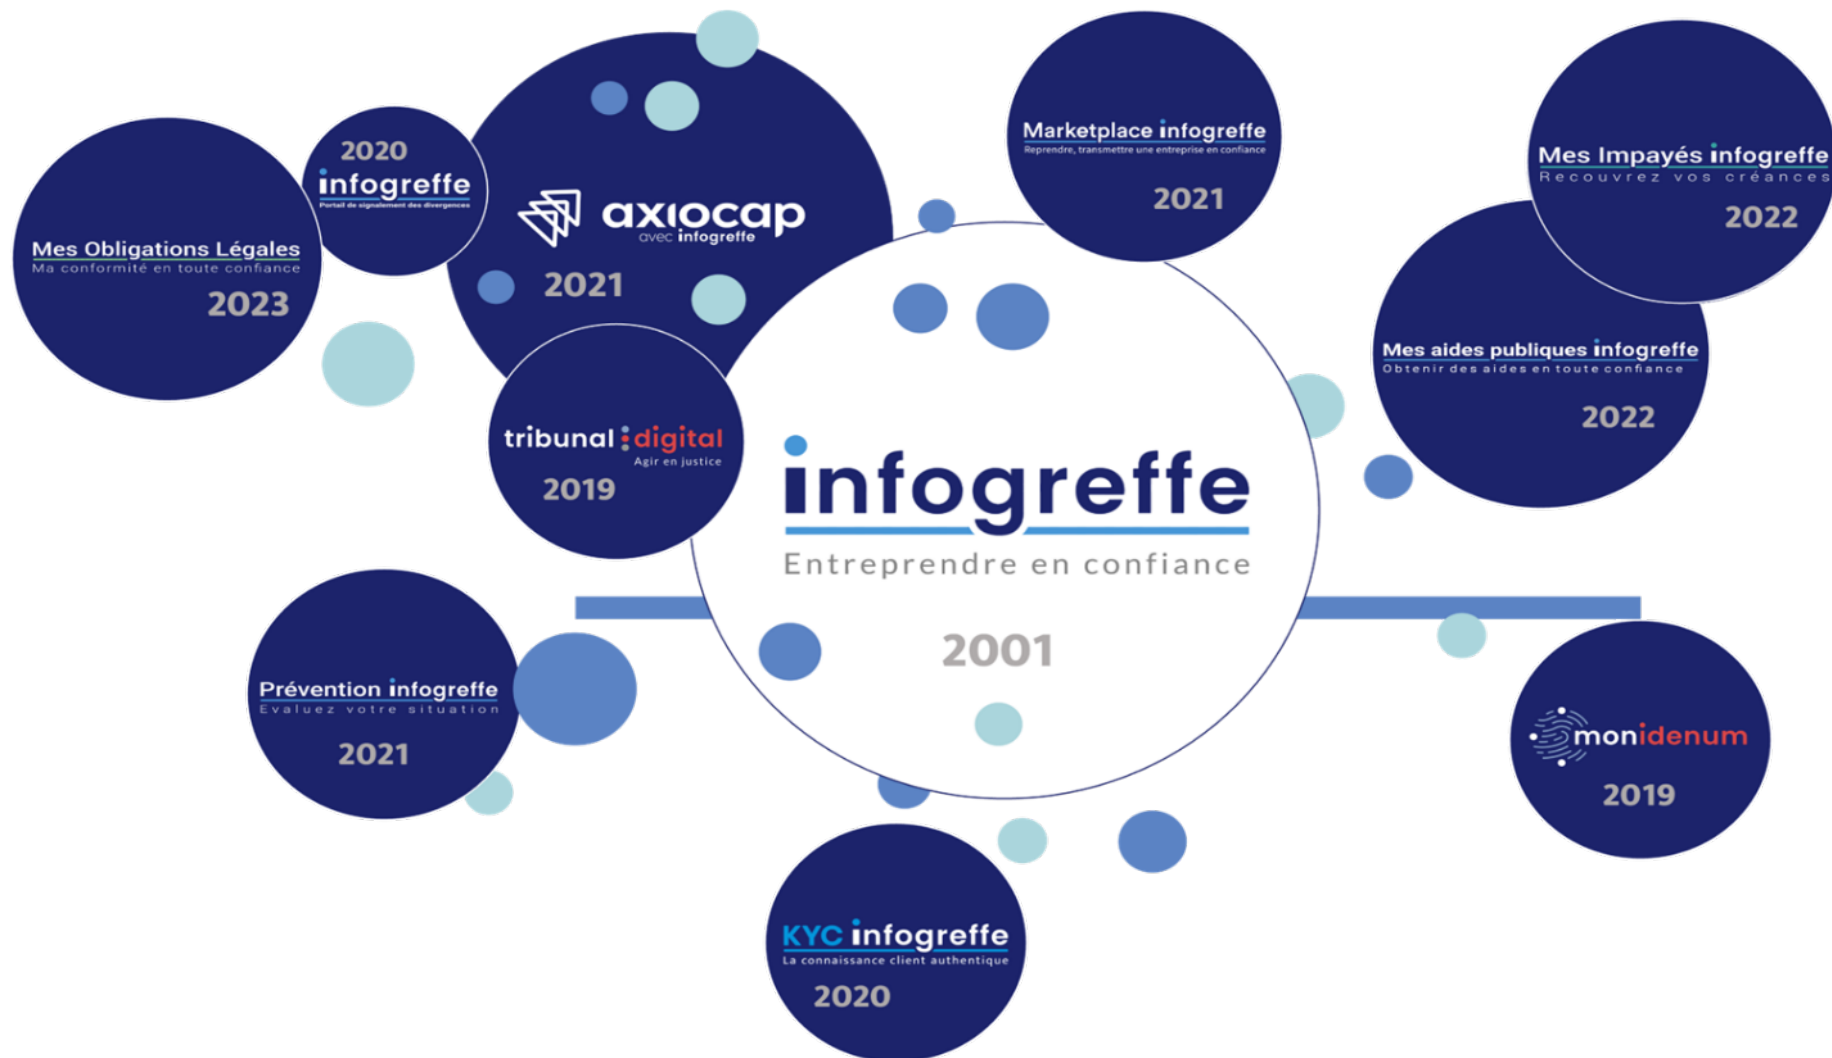 2020
infogreffe
Portail de signalement des divergences
Mes Obligations Légales
Ma conformité en toute confiance
2023
axiocap
avec infogreffe
2021
Marketplace infogreffe
Reprendre, transmettre une entreprise en confiance
2021
Mes Impayés infogreffe
Recouvrez vos créances
2022
Mes aides publiques infogreffe
Obtenir des aides en toute confiance
2022
tribunal digital
Agir en justice
2019
infogreffe
Entreprendre en confiance
2001
Prévention infogreffe
Evaluez votre situation
2021
monidenum
2019
KYC infogreffe
La connaissance client authentique
2020